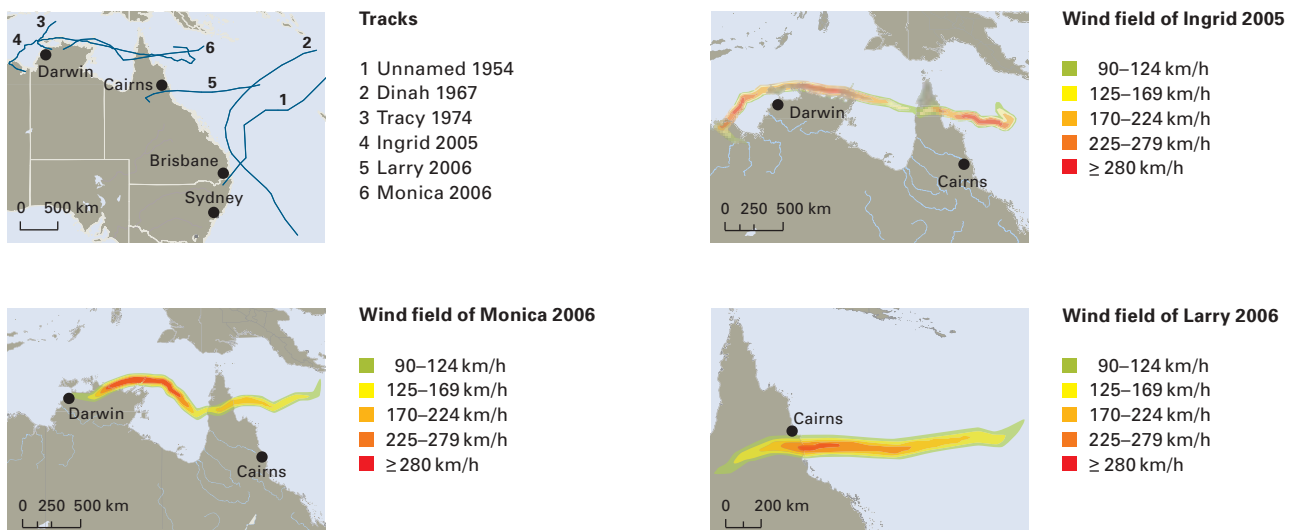 3
4
6
2
Darwin
Cairns
5
1
Brisbane
Sydney
0 500 km
Tracks
1 Unnamed 1954
2 Dinah 1967
3 Tracy 1974
4 Ingrid 2005
5 Larry 2006
6 Monica 2006
Darwin
Cairns
0 250 500 km
Wind field of Ingrid 2005
90–124 km/h
125–169 km/h
170–224 km/h
225–279 km/h
≥ 280 km/h
Darwin
Cairns
0 250 500 km
Wind field of Monica 2006
90–124 km/h
125–169 km/h
170–224 km/h
225–279 km/h
≥ 280 km/h
Cairns
0 200 km
Wind field of Larry 2006
90–124 km/h
125–169 km/h
170–224 km/h
225–279 km/h
≥ 280 km/h